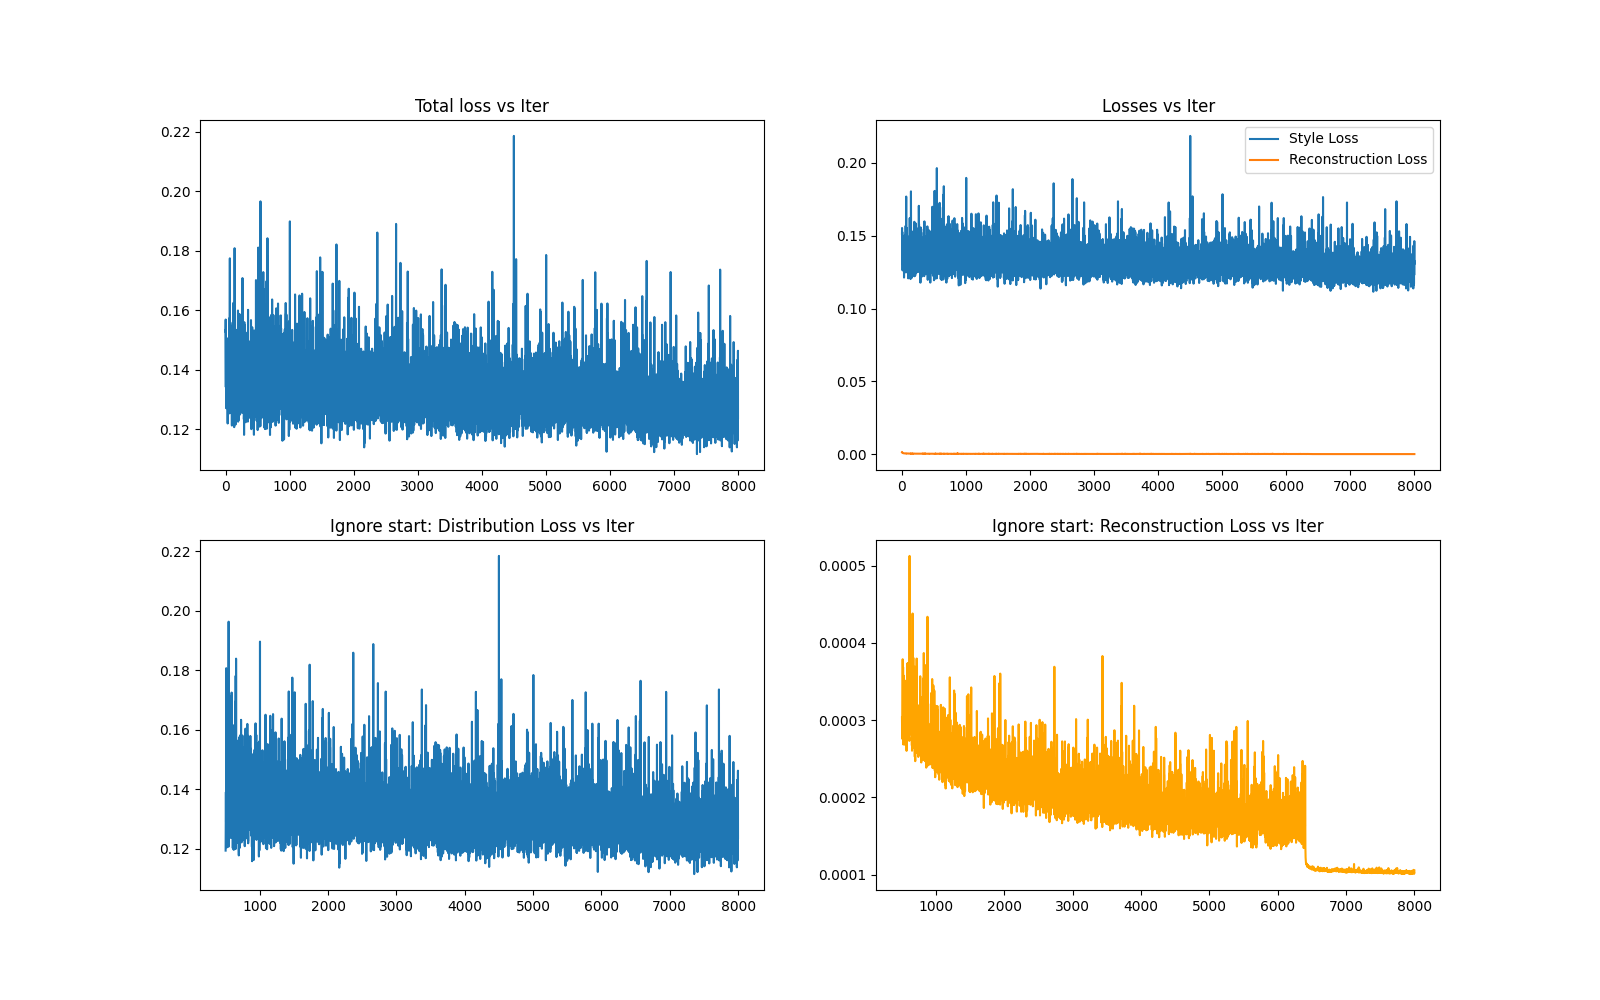 Total loss vs Iter
0.22
0.20
0.18
0.16
0.14
0.12
0 1000 2000 3000 4000 5000 6000 7000 8000
Losses vs Iter
Style Loss
Reconstruction Loss
0.20
0.15
0.10
0.05
0.00
0 1000 2000 3000 4000 5000 6000 7000 8000
Ignore start: Distribution Loss vs Iter
0.22
0.20
0.18
0.16
0.14
0.12
1000 2000 3000 4000 5000 6000 7000 8000
Ignore start: Reconstruction Loss vs Iter
0.0005
0.0004
0.0003
0.0002
0.0001
1000 2000 3000 4000 5000 6000 7000 8000